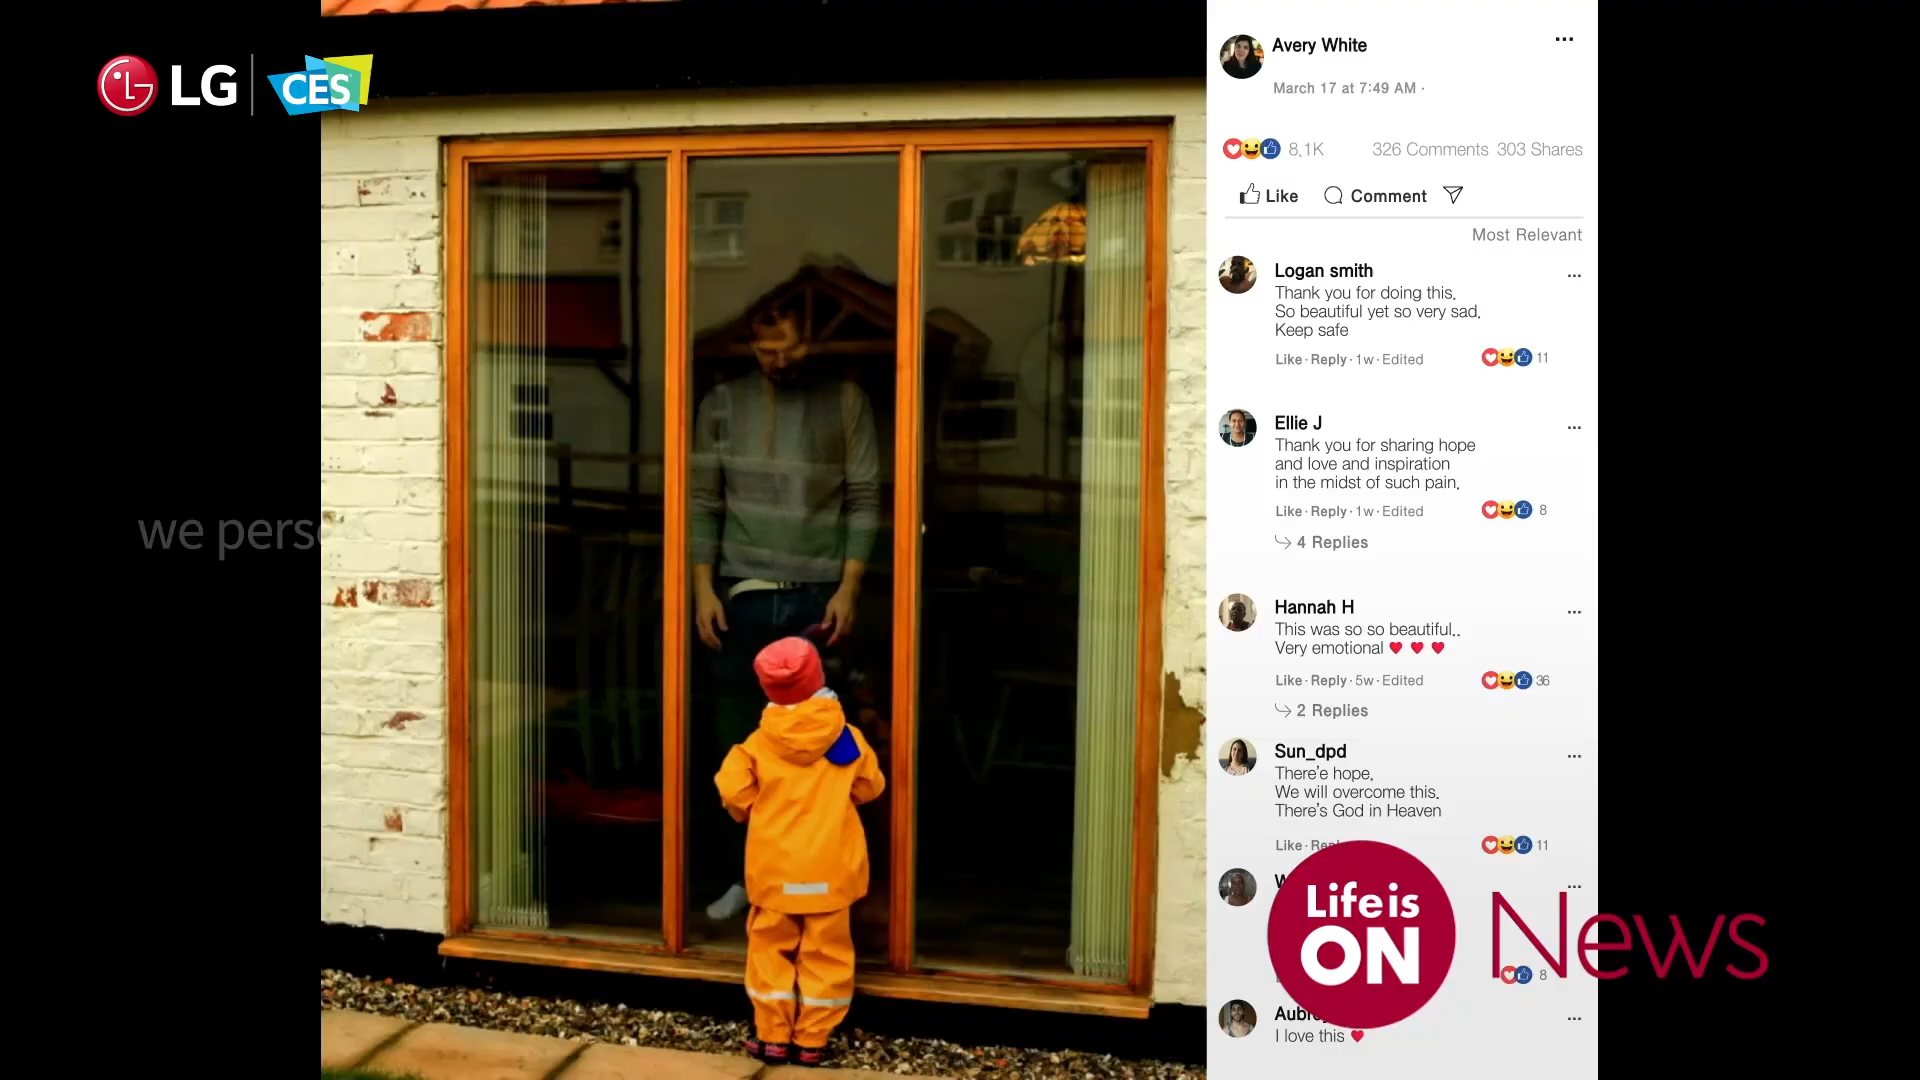 LG
CES
we pers
Avery White
March 17 at 7:49 AM ·
8.1K
326 Comments 303 Shares
Like
Comment
Most Relevant
Logan smith
Thank you for doing this.
So beautiful yet so very sad.
Keep safe
Like · Reply · 1w · Edited
11
Ellie J
Thank you for sharing hope
and love and inspiration
in the midst of such pain.
Like · Reply · 1w · Edited
8
4 Replies
Hannah H
This was so so beautiful..
Very emotional ♥ ♥ ♥
Like · Reply · 5w · Edited
36
2 Replies
Sun_dpd
There'e hope.
We will overcome this.
There's God in Heaven
Like ·
11
Life is
ON
News
8
I love this ♥